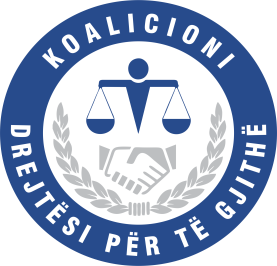 KOALICIONI
DREJTËSI PËR TË GJITHË